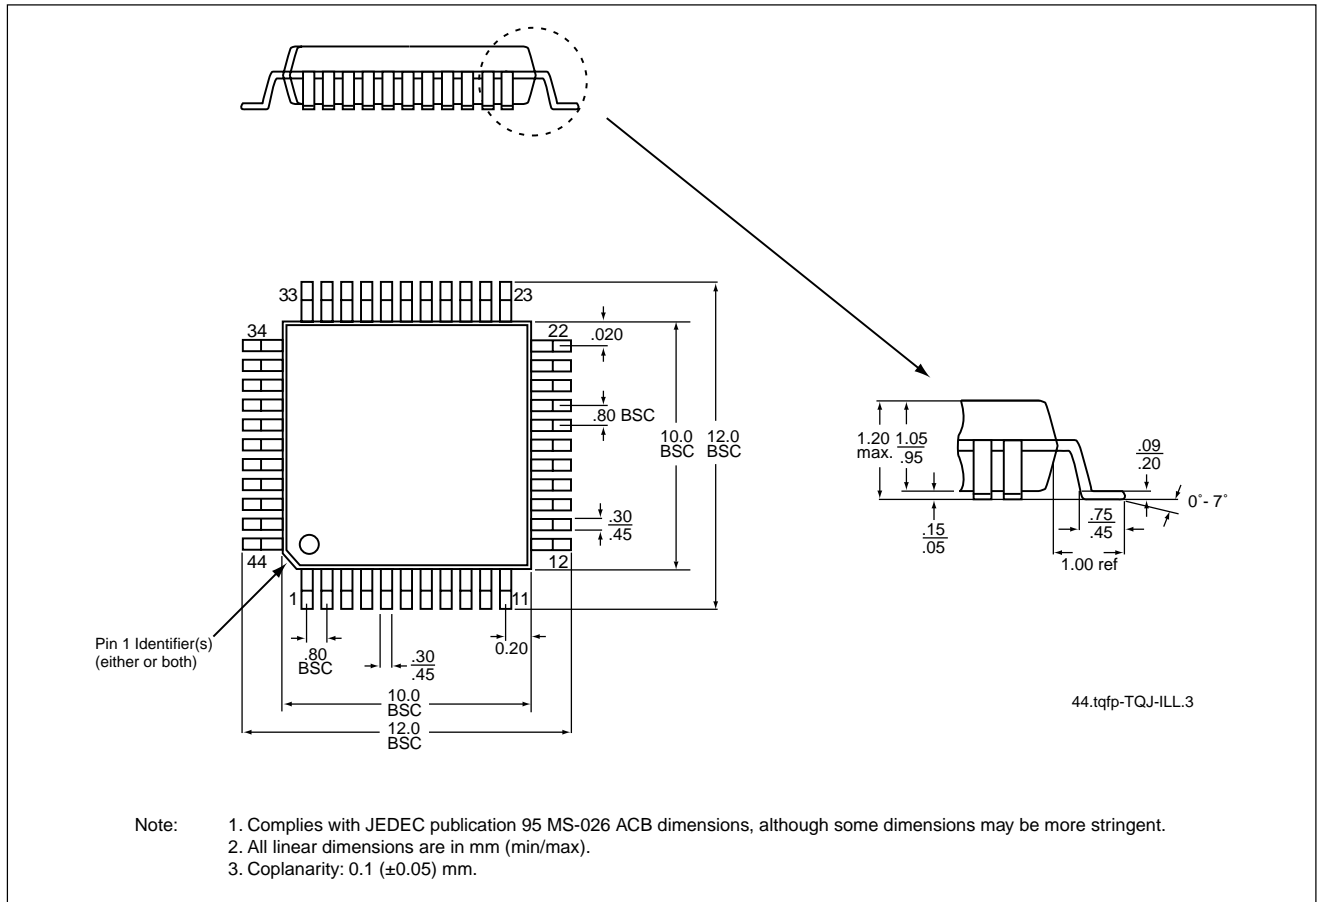 33
23
34
22
.020
.80 BSC
10.0
BSC
12.0
BSC
.30
.45
44
12
1
11
Pin 1 Identifier(s)
(either or both)
.80
BSC
.30
.45
0.20
10.0
BSC
12.0
BSC
1.20
max.
1.05
.95
.09
.20
0°- 7°
.15
.05
.75
.45
1.00 ref
44.tqfp-TQJ-ILL.3
Note:
1. Complies with JEDEC publication 95 MS-026 ACB dimensions, although some dimensions may be more stringent.
2. All linear dimensions are in mm (min/max).
3. Coplanarity: 0.1 (±0.05) mm.